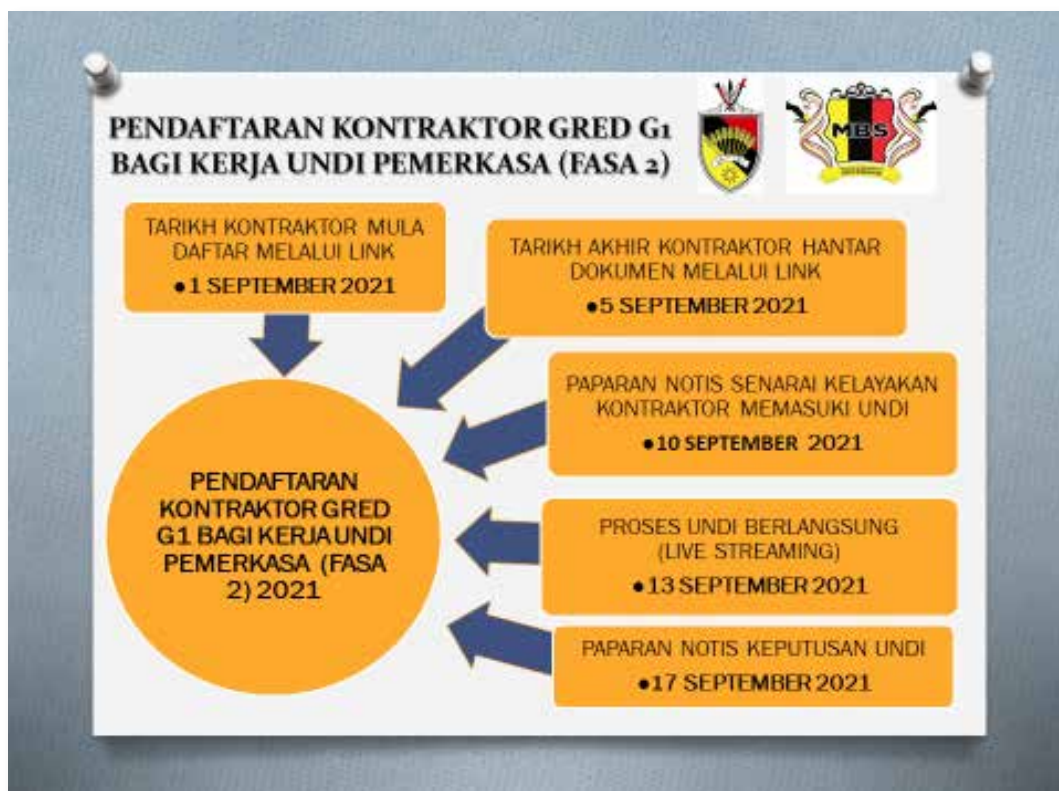 PENDAFTARAN KONTRAKTOR GRED G1
BAGI KERJA UNDI PEMERKASA (FASA 2)
MBS
TARIKH KONTRAKTOR MULA
DAFTAR MELALUI LINK
●1 SEPTEMBER 2021
TARIKH AKHIR KONTRAKTOR HANTAR
DOKUMEN MELALUI LINK
●5 SEPTEMBER 2021
PAPARAN NOTIS SENARAI KELAYAKAN
KONTRAKTOR MEMASUKI UNDI
●10 SEPTEMBER 2021
PROSES UNDI BERLANGSUNG
(LIVE STREAMING)
●13 SEPTEMBER 2021
PAPARAN NOTIS KEPUTUSAN UNDI
●17 SEPTEMBER 2021
PENDAFTARAN
KONTRAKTOR GRED
G1 BAGI KERJA UNDI
PEMERKASA (FASA
2) 2021